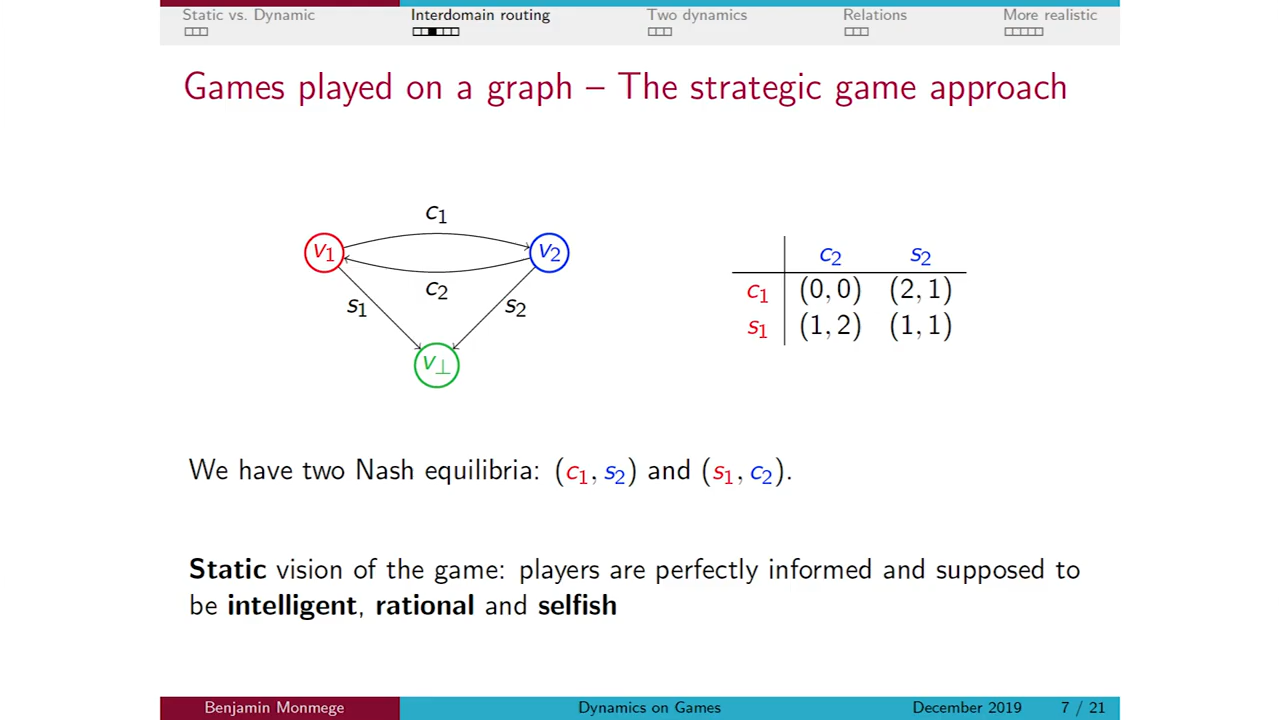 Static vs. Dynamic Interdomain routing Two dynamics Relations More realistic
Games played on a graph – The strategic game approach
c1
v1 v2
c2
s1 s2
v⊥
c2 s2
c1 (0, 0) (2, 1)
s1 (1, 2) (1, 1)
We have two Nash equilibria: (c1, s2) and (s1, c2).
Static vision of the game: players are perfectly informed and supposed to
be intelligent, rational and selfish
Benjamin Monmege Dynamics on Games December 2019 7 / 21